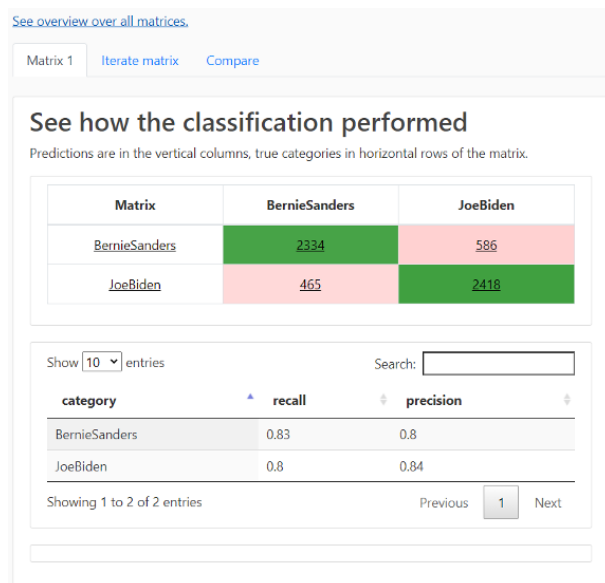 See overview over all matrices.
Matrix 1 Iterate matrix Compare
See how the classification performed
Predictions are in the vertical columns, true categories in horizontal rows of the matrix.
Matrix BernieSanders JoeBiden
BernieSanders 2334 586
JoeBiden 465 2418
Show 10 entries Search:
category recall precision
BernieSanders 0.83 0.8
JoeBiden 0.8 0.84
Showing 1 to 2 of 2 entries Previous 1 Next